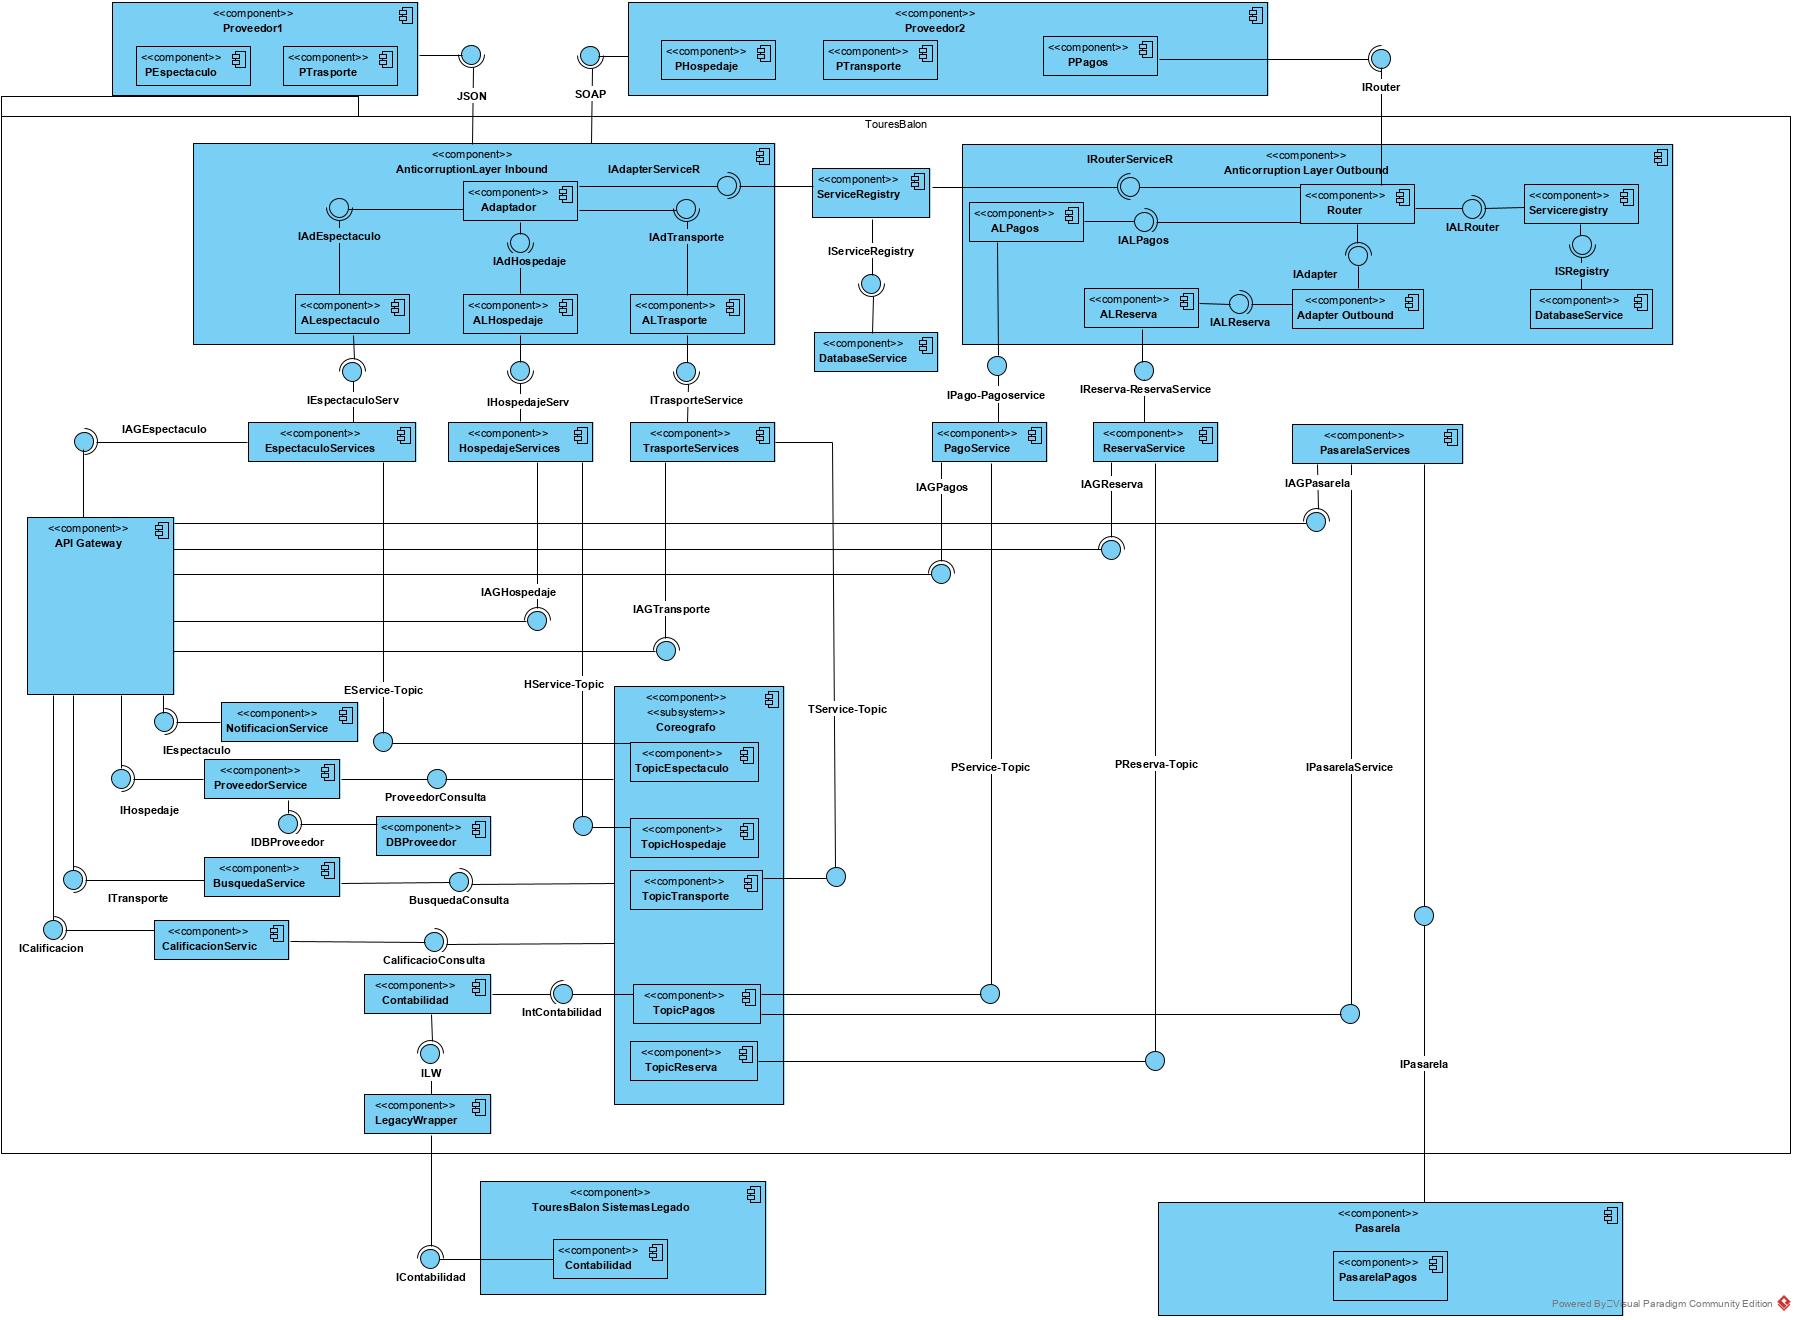 <<component>>
Proveedor1
<<component>>
PEspectaculo
<<component>>
PTrasporte
JSON
SOAP
<<component>>
Proveedor2
<<component>>
PHospedaje
<<component>>
PTransporte
<<component>>
PPagos
IRouter
TouresBalon
<<component>>
AnticorruptionLayer Inbound
<<component>>
Adaptador
IAdapterServiceR
IAdEspectaculo
IAdHospedaje
IAdTransporte
<<component>>
ALespectaculo
<<component>>
ALHospedaje
<<component>>
ALTrasporte
<<component>>
ServiceRegistry
IServiceRegistry
<<component>>
DatabaseService
IRouterServiceR
<<component>>
Anticorruption Layer Outbound
<<component>>
ALPagos
IALPagos
<<component>>
Router
IALRouter
<<component>>
Serviceregistry
IAdapter
ISRegistry
<<component>>
ALReserva
IALReserva
<<component>>
Adapter Outbound
<<component>>
DatabaseService
IEspectaculoServ
IHospedajeServ
ITrasporteService
IPago-Pagoservice
IReserva-ReservaService
IAGEspectaculo
<<component>>
EspectaculoServices
<<component>>
HospedajeServices
<<component>>
TrasporteServices
<<component>>
PagoService
<<component>>
ReservaService
<<component>>
PasarelaServices
IAGPagos
IAGReserva
IAGPasarela
<<component>>
API Gateway
IAGHospedaje
IAGTransporte
EService-Topic
HService-Topic
TService-Topic
PService-Topic
PReserva-Topic
IPasarelaService
<<component>>
NotificacionService
IEspectaculo
<<component>>
<<subsystem>>
Coreografo
<<component>>
TopicEspectaculo
<<component>>
ProveedorService
ProveedorConsulta
IHospedaje
IDBProveedor
<<component>>
DBProveedor
<<component>>
TopicHospedaje
<<component>>
BusquedaService
ITransporte
BusquedaConsulta
<<component>>
TopicTransporte
ICalificacion
<<component>>
CalificacionServic
CalificacioConsulta
<<component>>
Contabilidad
IntContabilidad
<<component>>
TopicPagos
ILW
<<component>>
TopicReserva
IPasarela
<<component>>
LegacyWrapper
<<component>>
TouresBalon SistemasLegado
<<component>>
Contabilidad
IContabilidad
<<component>>
Pasarela
<<component>>
PasarelaPagos
Powered By Visual Paradigm Community Edition